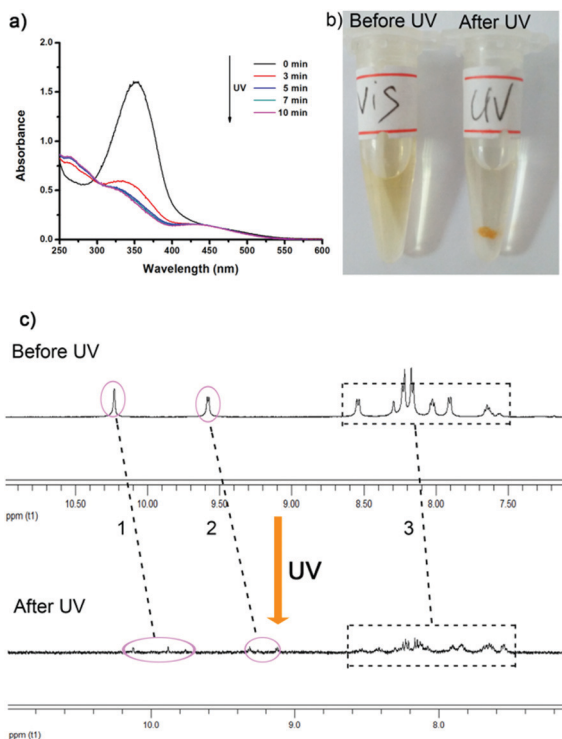 a)
2.0
1.5
1.0
0.5
0.0
Absorbance
250 300 350 400 450 500 550 600
Wavelength (nm)
UV
0 min
3 min
5 min
7 min
10 min
b)
Before UV
After UV
Vis
UV
c)
Before UV
10.50 10.00 9.50 9.00 8.50 8.00 7.50
ppm (t1)
1
2
3
UV
After UV
10.0 9.0 8.0
ppm (t1)